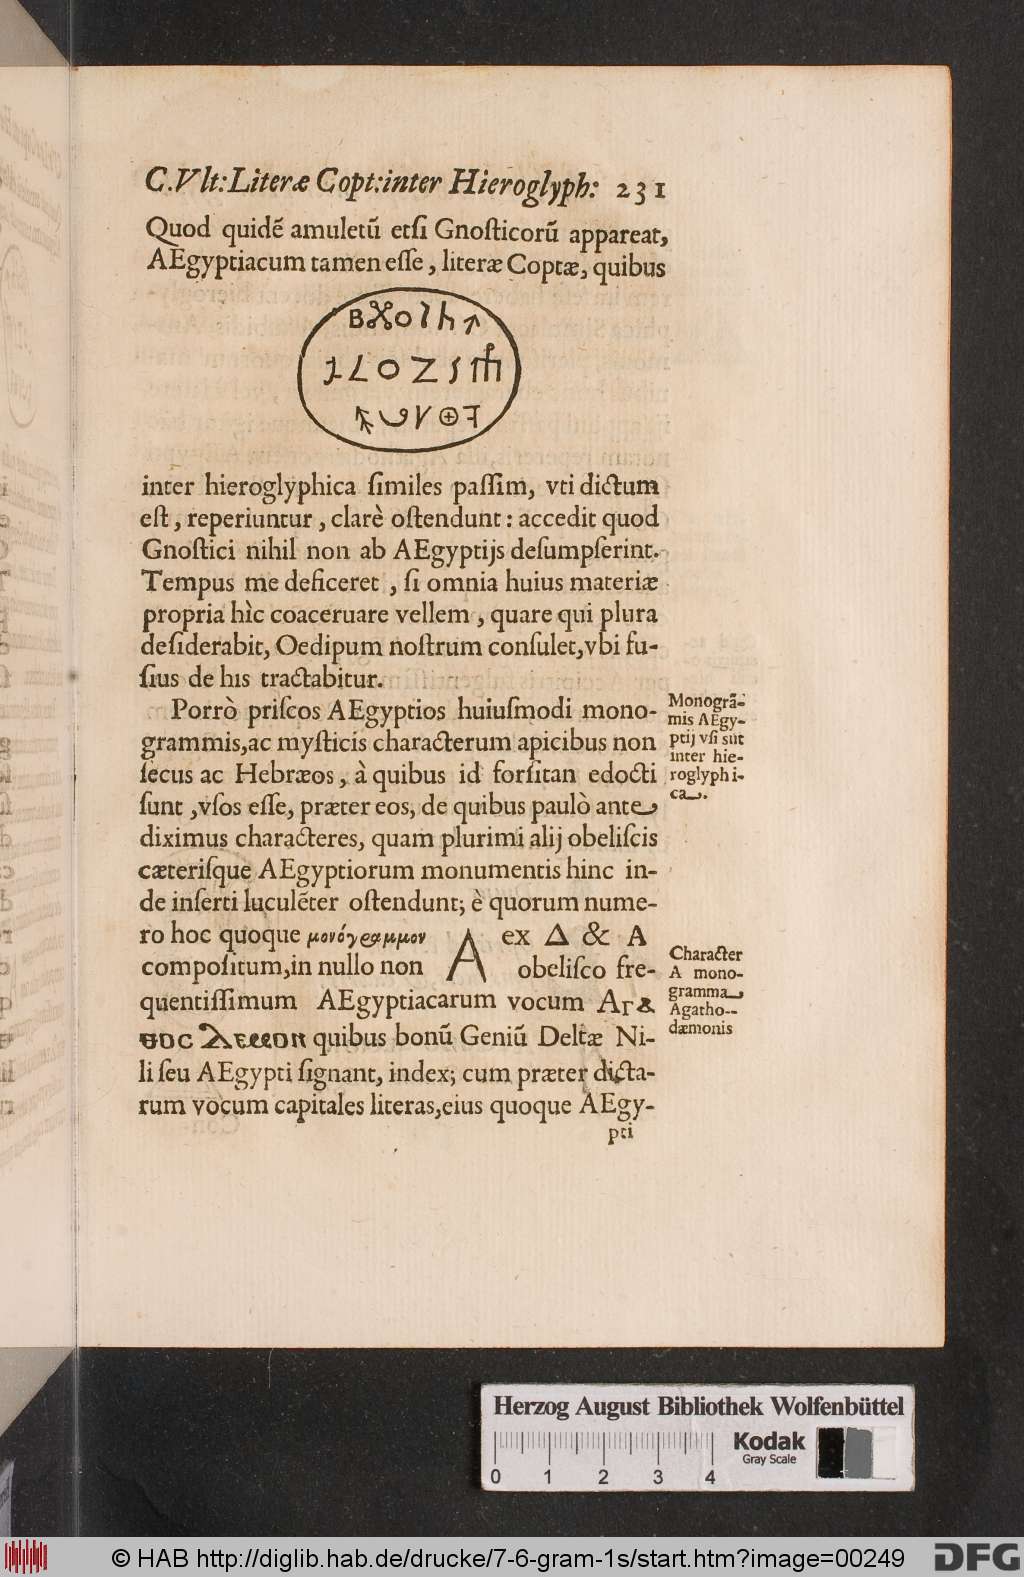 C.Vlt:Literæ Copt:inter Hieroglyph: 231
Quod quidẽ amuletũ etſi Gnoſticorũ appareat,
AEgyptiacum tamen eſſe, literæ Coptæ, quibus
inter hieroglyphica ſimiles paſſim, vti dictum
eſt, reperiuntur, clarè oſtendunt: accedit quod
Gnoſtici nihil non ab AEgyptijs deſumpſerint.
Tempus me deficeret, ſi omnia huius materiæ
propria hìc coaceruare vellem, quare qui plura
deſiderabit, Oedipum noſtrum conſulet, vbi fu-
ſius de his tractabitur.
Porrò priſcos AEgyptios huiuſmodi mono-
grammis, ac myſticis characterum apicibus non
ſecus ac Hebræos, à quibus id forſitan edocti
ſunt, vſos eſſe, præter eos, de quibus paulò ante
diximus characteres, quam plurimi alij obeliſcis
cæteriſque AEgyptiorum monumentis hinc in-
de inſerti luculẽter oſtendunt; è quorum nume-
ro hoc quoque μονόγραμμον ex Δ & A
compoſitum, in nullo non obeliſco fre-
quentiſſimum AEgyptiacarum vocum
quibus bonũ Geniũ Deltæ Ni-
li ſeu AEgypti ſignant, index; cum præter dicta-
rum vocum capitales literas, eius quoque AEgy-
pti
Monogrã-
mis AEgy-
ptij vſi sũt
inter hie-
roglyphi-
ca.
Character
A mono-
gramma
Agatho--
dæmonis
Herzog August Bibliothek Wolfenbüttel
0 1 2 3 4
Kodak
Gray Scale
© HAB http://diglib.hab.de/drucke/7-6-gram-1s/start.htm?image=00249
DFG